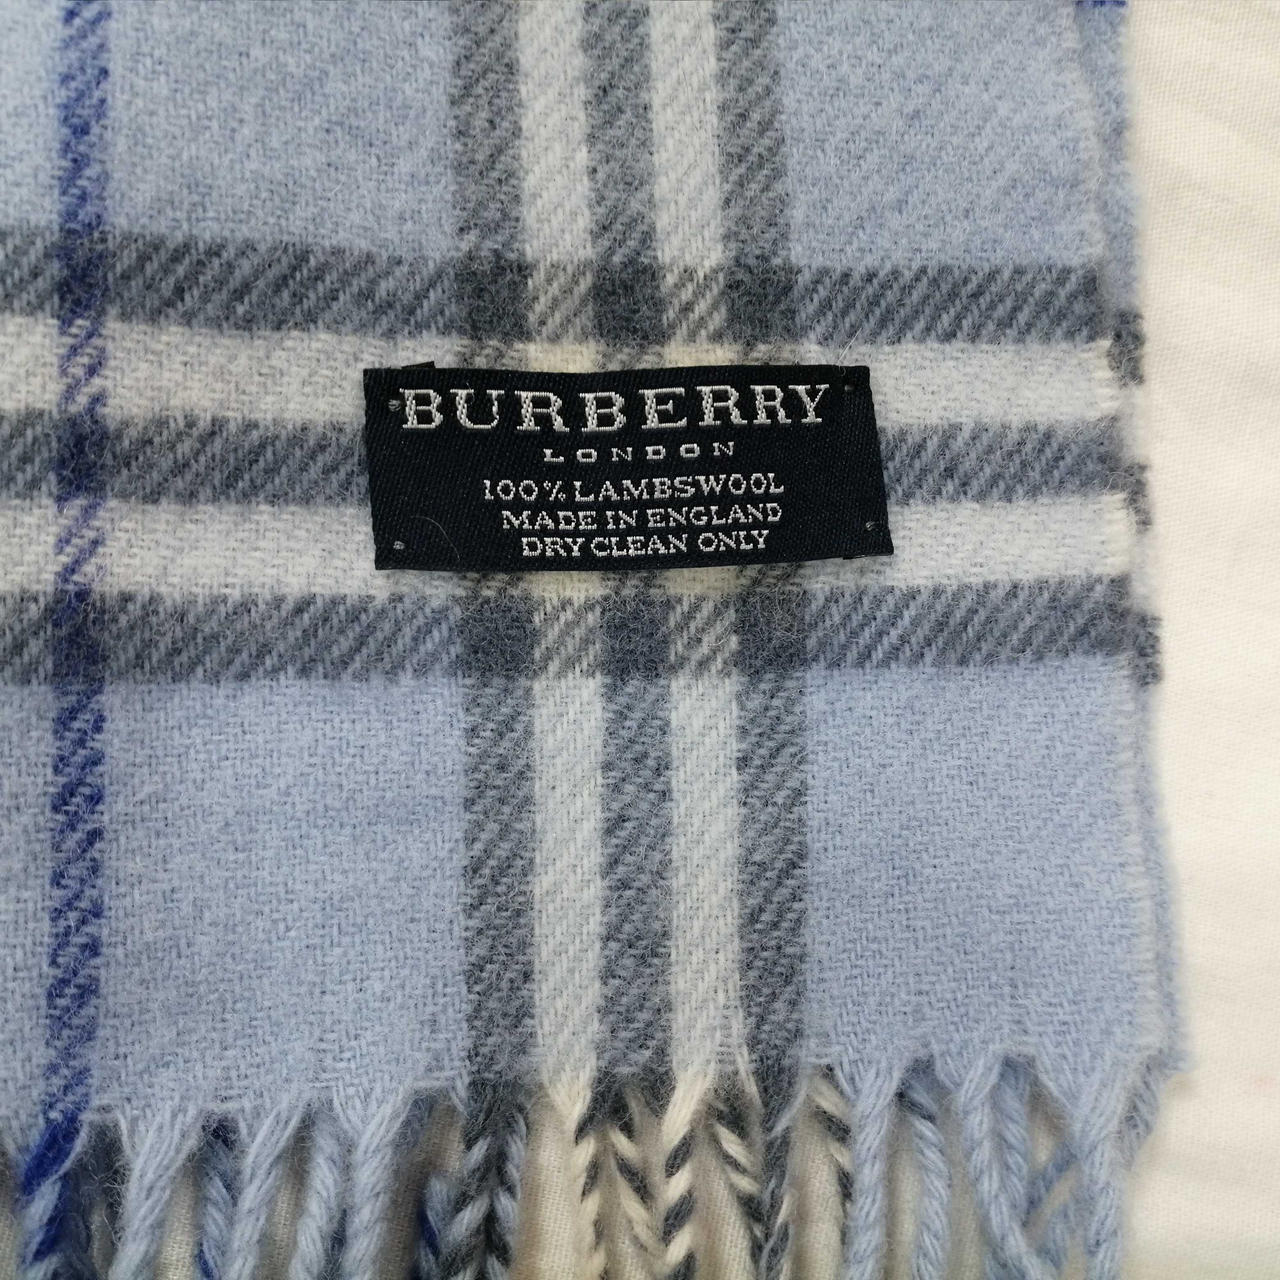 BURBERRY
LONDON
100% LAMBSWOOL
MADE IN ENGLAND
DRY CLEAN ONLY